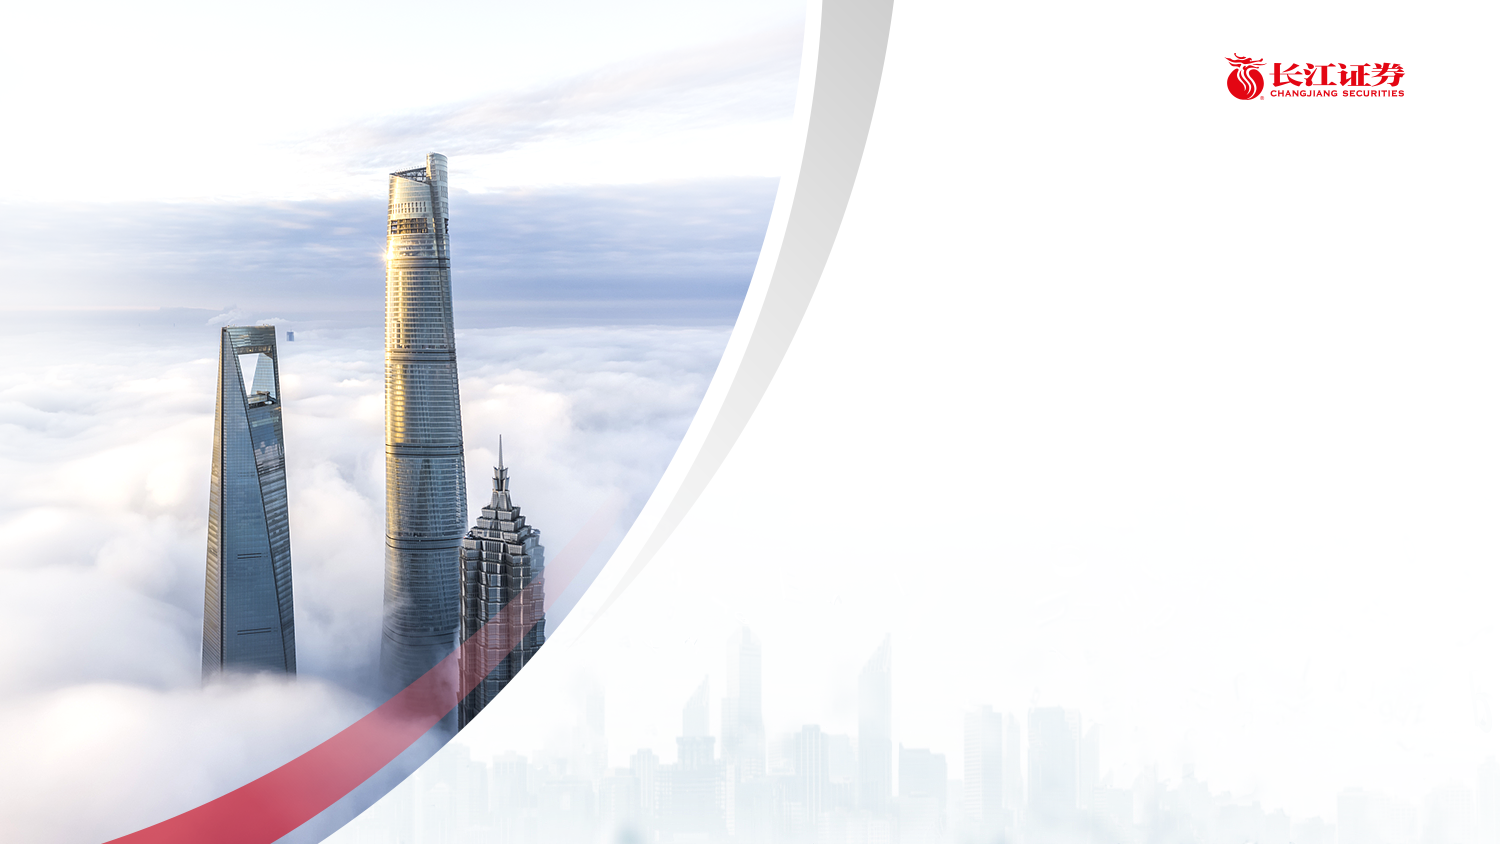 长江证券
CHANGJIANG SECURITIES